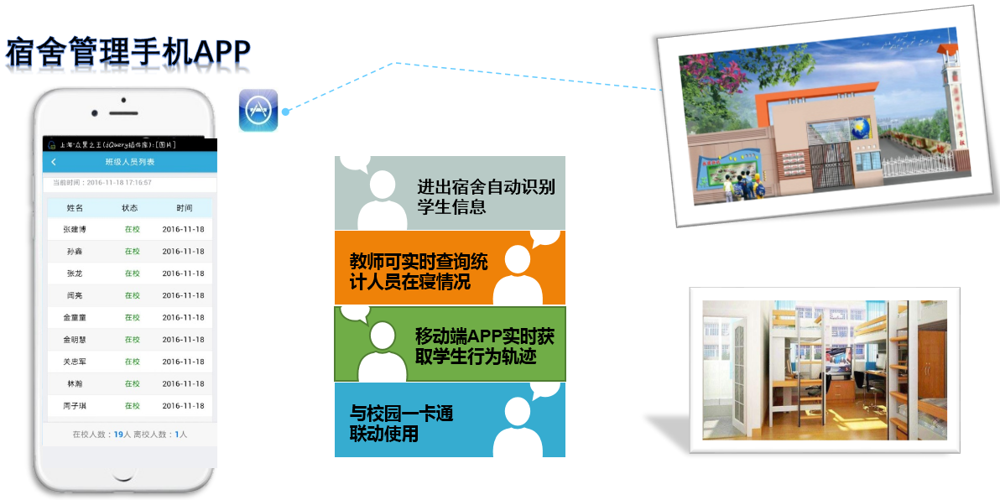 宿舍管理手机APP
上海-众果之王(jQuery插件库):[图片]
班级人员列表
当前时间：2016-11-18 17:16:57
姓名 状态 时间
张建博 在校 2016-11-18
孙鑫 在校 2016-11-18
张龙 在校 2016-11-18
闻亮 在校 2016-11-18
金童童 在校 2016-11-18
金明慧 在校 2016-11-18
关忠军 在校 2016-11-18
林瀚 在校 2016-11-18
周子琪 在校 2016-11-18
在校人数：19人 离校人数：1人
进出宿舍自动识别
学生信息
教师可实时查询统
计人员在寝情况
移动端APP实时获
取学生行为轨迹
与校园一卡通
联动使用